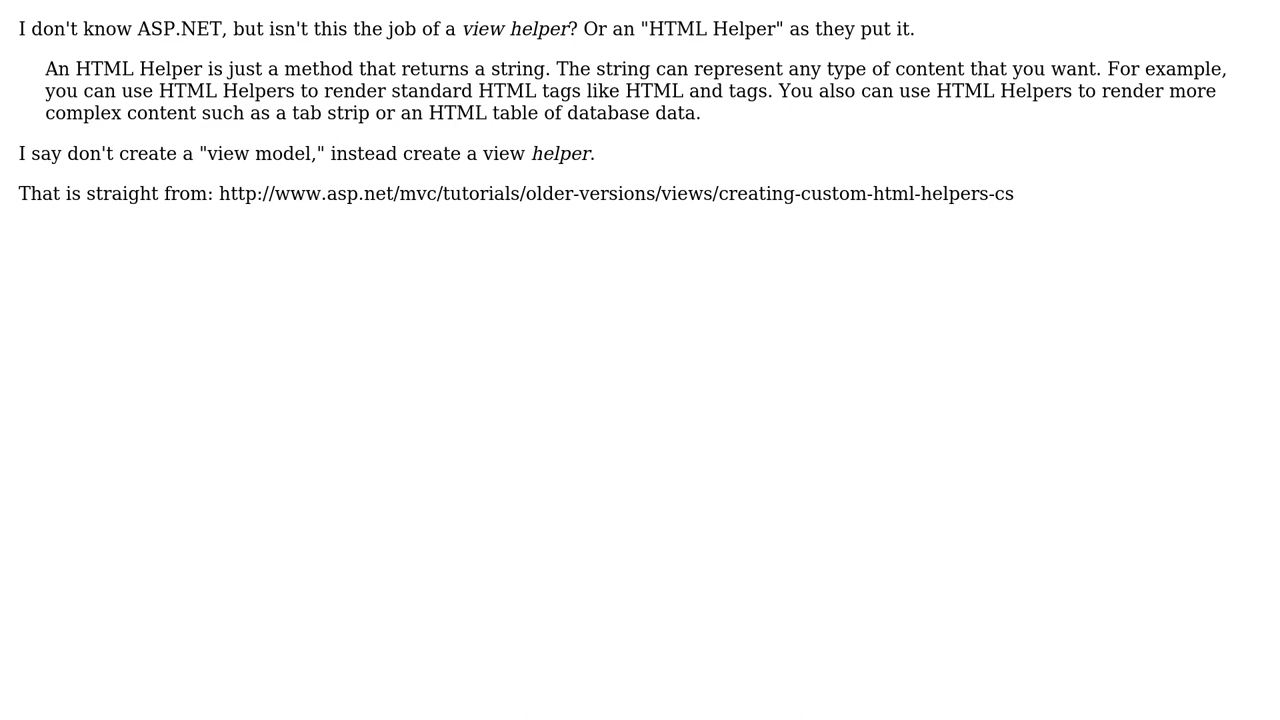 I don't know ASP.NET, but isn't this the job of a view helper? Or an "HTML Helper" as they put it.
An HTML Helper is just a method that returns a string. The string can represent any type of content that you want. For example,
you can use HTML Helpers to render standard HTML tags like HTML and tags. You also can use HTML Helpers to render more
complex content such as a tab strip or an HTML table of database data.
I say don't create a "view model," instead create a view helper.
That is straight from: http://www.asp.net/mvc/tutorials/older-versions/views/creating-custom-html-helpers-cs